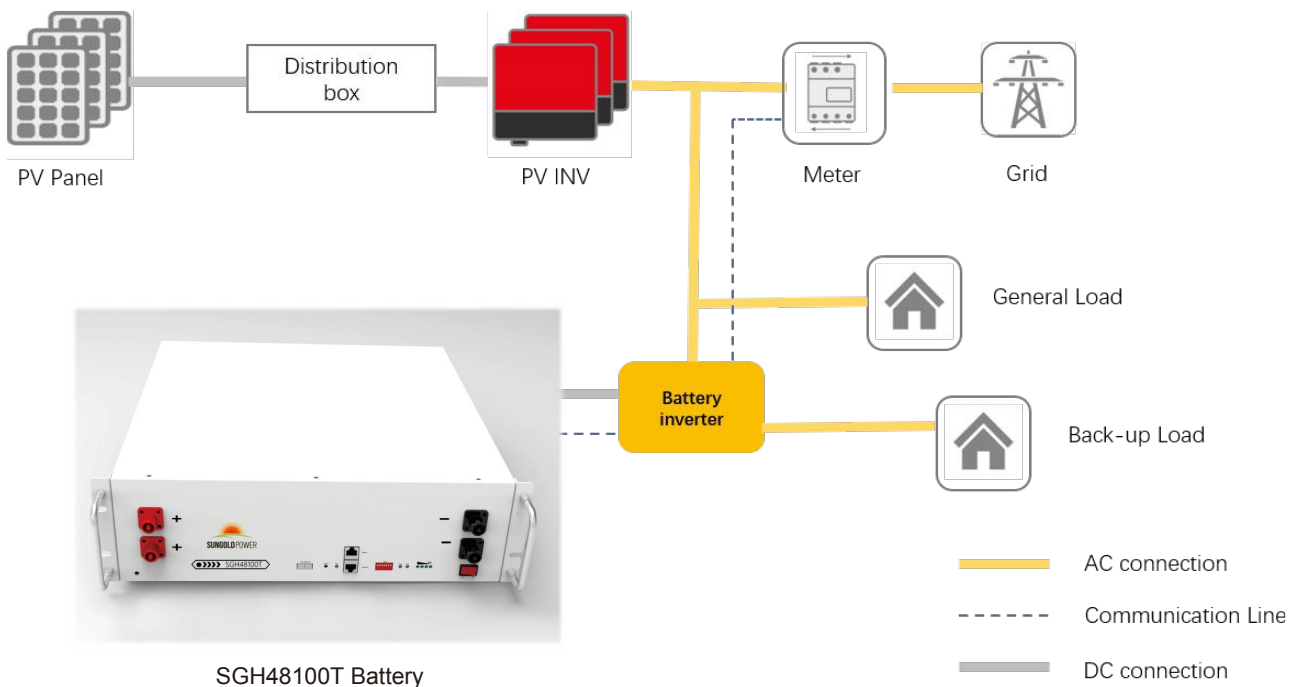 Distribution
box
PV Panel
PV INV
Meter
Grid
General Load
Battery
inverter
Back-up Load
+
−
+
−
SUNGOLDPOWER
SGH48100T
AC connection
Communication Line
DC connection
SGH48100T Battery